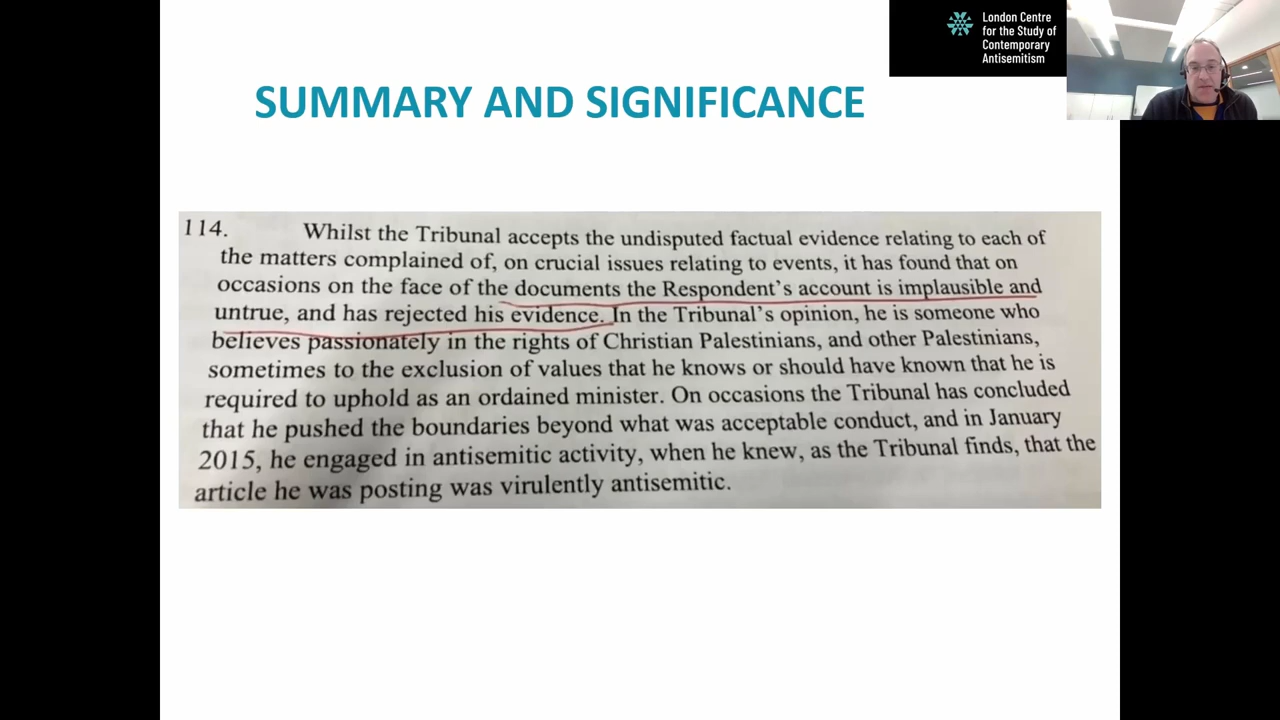 London Centre
for the Study of
Contemporary
Antisemitism
SUMMARY AND SIGNIFICANCE
114. Whilst the Tribunal accepts the undisputed factual evidence relating to each of
the matters complained of, on crucial issues relating to events, it has found that on
occasions on the face of the documents the Respondent's account is implausible and
untrue, and has rejected his evidence. In the Tribunal's opinion, he is someone who
believes passionately in the rights of Christian Palestinians, and other Palestinians,
sometimes to the exclusion of values that he knows or should have known that he is
required to uphold as an ordained minister. On occasions the Tribunal has concluded
that he pushed the boundaries beyond what was acceptable conduct, and in January
2015, he engaged in antisemitic activity, when he knew, as the Tribunal finds, that the
article he was posting was virulently antisemitic.